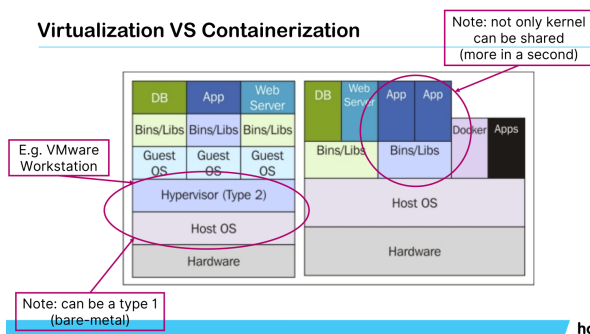 Virtualization VS Containerization
Note: not only kernel
can be shared
(more in a second)
E.g. VMware
Workstation
DB
App
Web
Server
Bins/Libs
Bins/Libs
Bins/Libs
Guest
OS
Guest
OS
Guest
OS
Hypervisor (Type 2)
Host OS
Hardware
DB
Web
Server
App
App
Bins/Libs
Bins/Libs
Docker
Apps
Host OS
Hardware
Note: can be a type 1
(bare-metal)